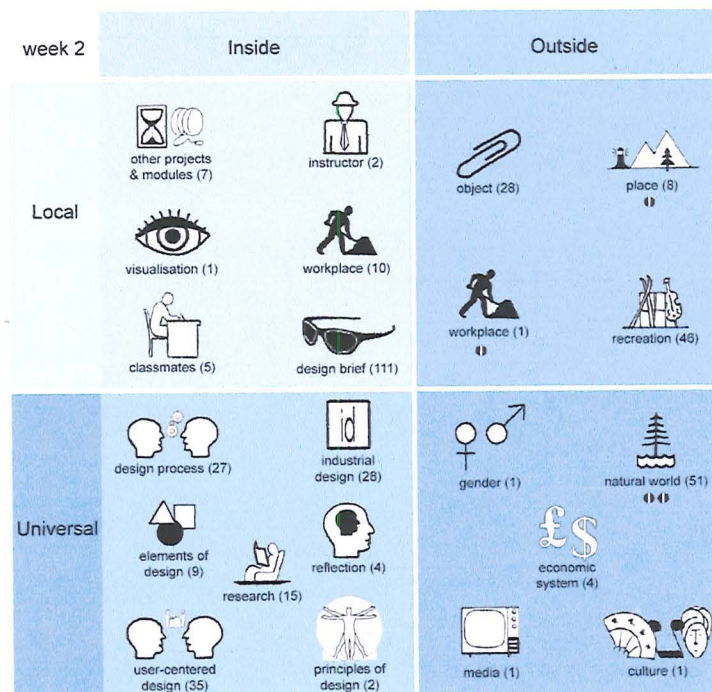 week 2
Inside
Outside
Local
other projects
& modules (7)
instructor (2)
visualisation (1)
workplace (10)
classmates (5)
design brief (111)
object (28)
place (8)
workplace (1)
recreation (46)
Universal
design process (27)
id
industrial
design (28)
elements of
design (9)
research (15)
reflection (4)
user-centered
design (35)
principles of
design (2)
gender (1)
natural world (51)
£$
economic
system (4)
media (1)
culture (1)